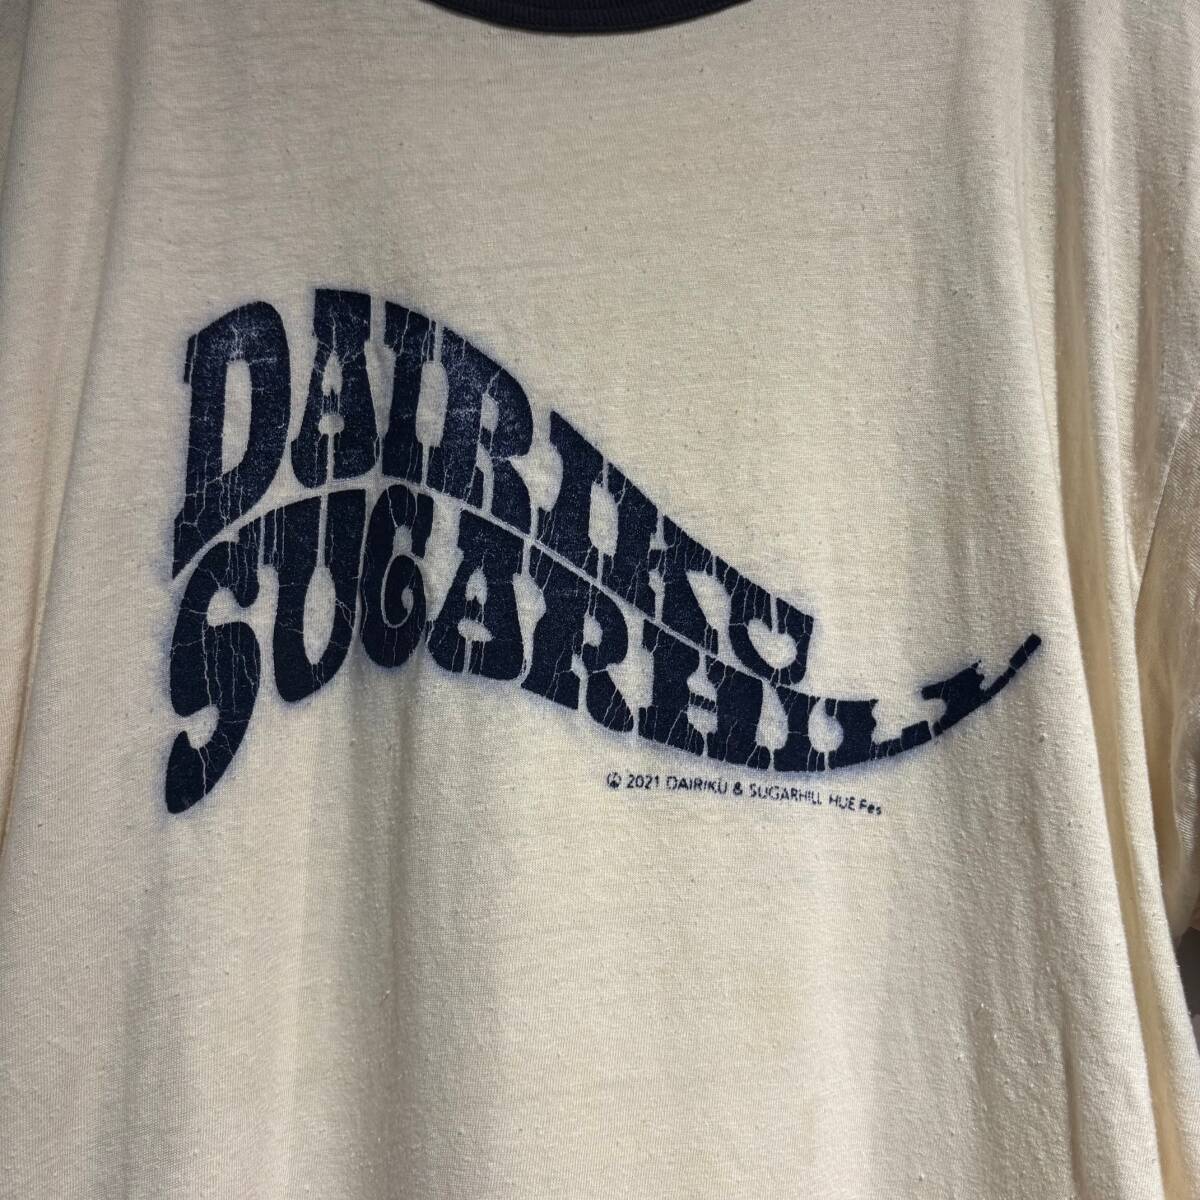 DAIRIKU
SUGARHILL
© 2021 DAIRIKU & SUGARHILL HUE Fes